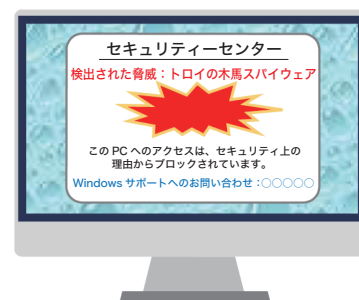 セキュリティーセンター
検出された脅威：トロイの木馬スパイウェア
この PC へのアクセスは、セキュリティ上の
理由からブロックされています。
Windows サポートへのお問い合わせ：○○○○○